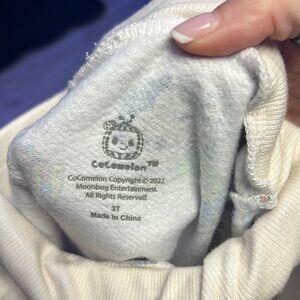 CoComelon™
CoComelon Copyright © 2022
Moonbug Entertainment.
All Rights Reserved.
3T
Made in China